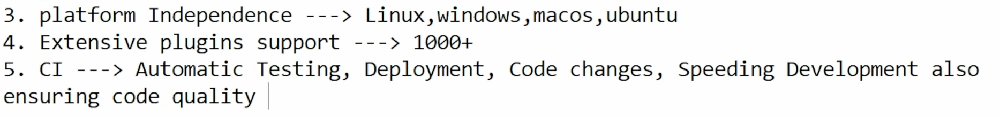 3. platform Independence ---> Linux,windows,macos,ubuntu
4. Extensive plugins support ---> 1000+
5. CI ---> Automatic Testing, Deployment, Code changes, Speeding Development also
ensuring code quality